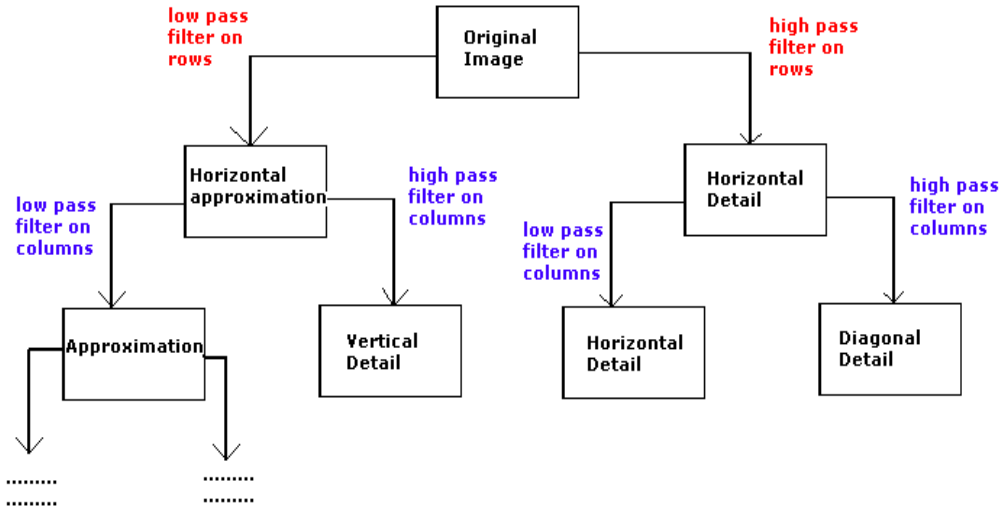 low pass
filter on
rows
Original
Image
high pass
filter on
rows
Horizontal
approximation
high pass
filter on
columns
low pass
filter on
columns
Horizontal
Detail
high pass
filter on
columns
low pass
filter on
columns
Approximation
Vertical
Detail
Horizontal
Detail
Diagonal
Detail
.........
.........
.........
.........